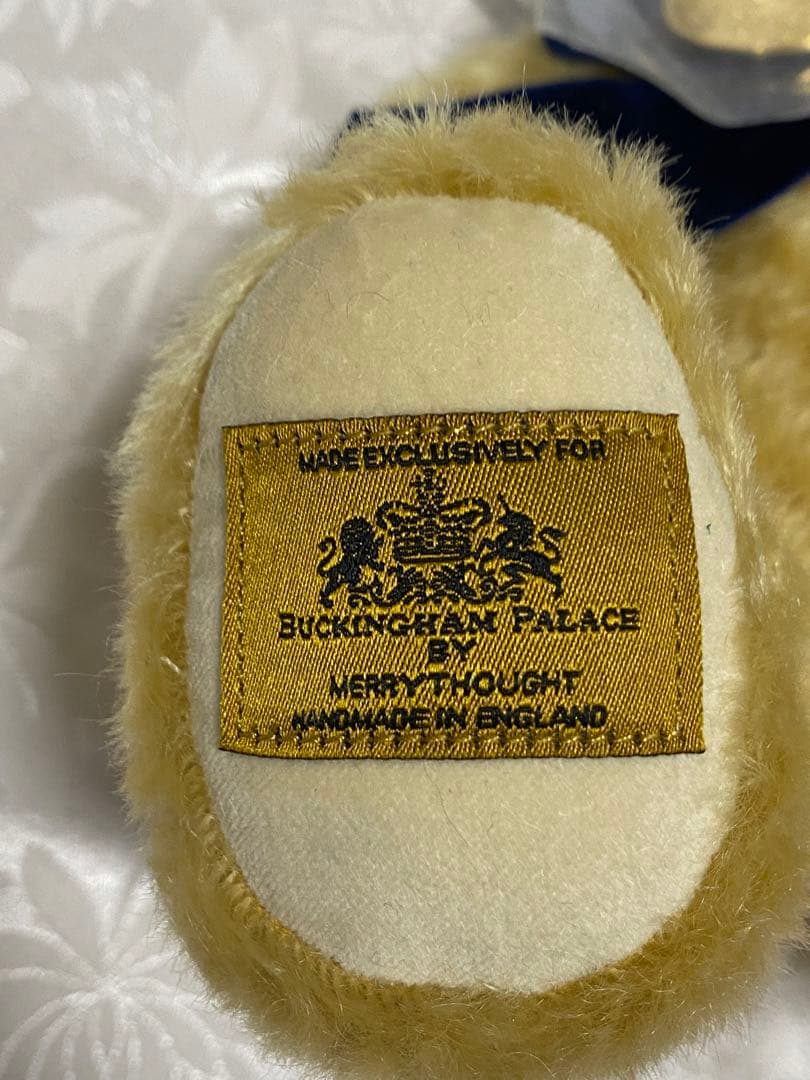 MADE EXCLUSIVELY FOR
BUCKINGHAM PALACE
BY
MERRYTHOUGHT
HANDMADE IN ENGLAND